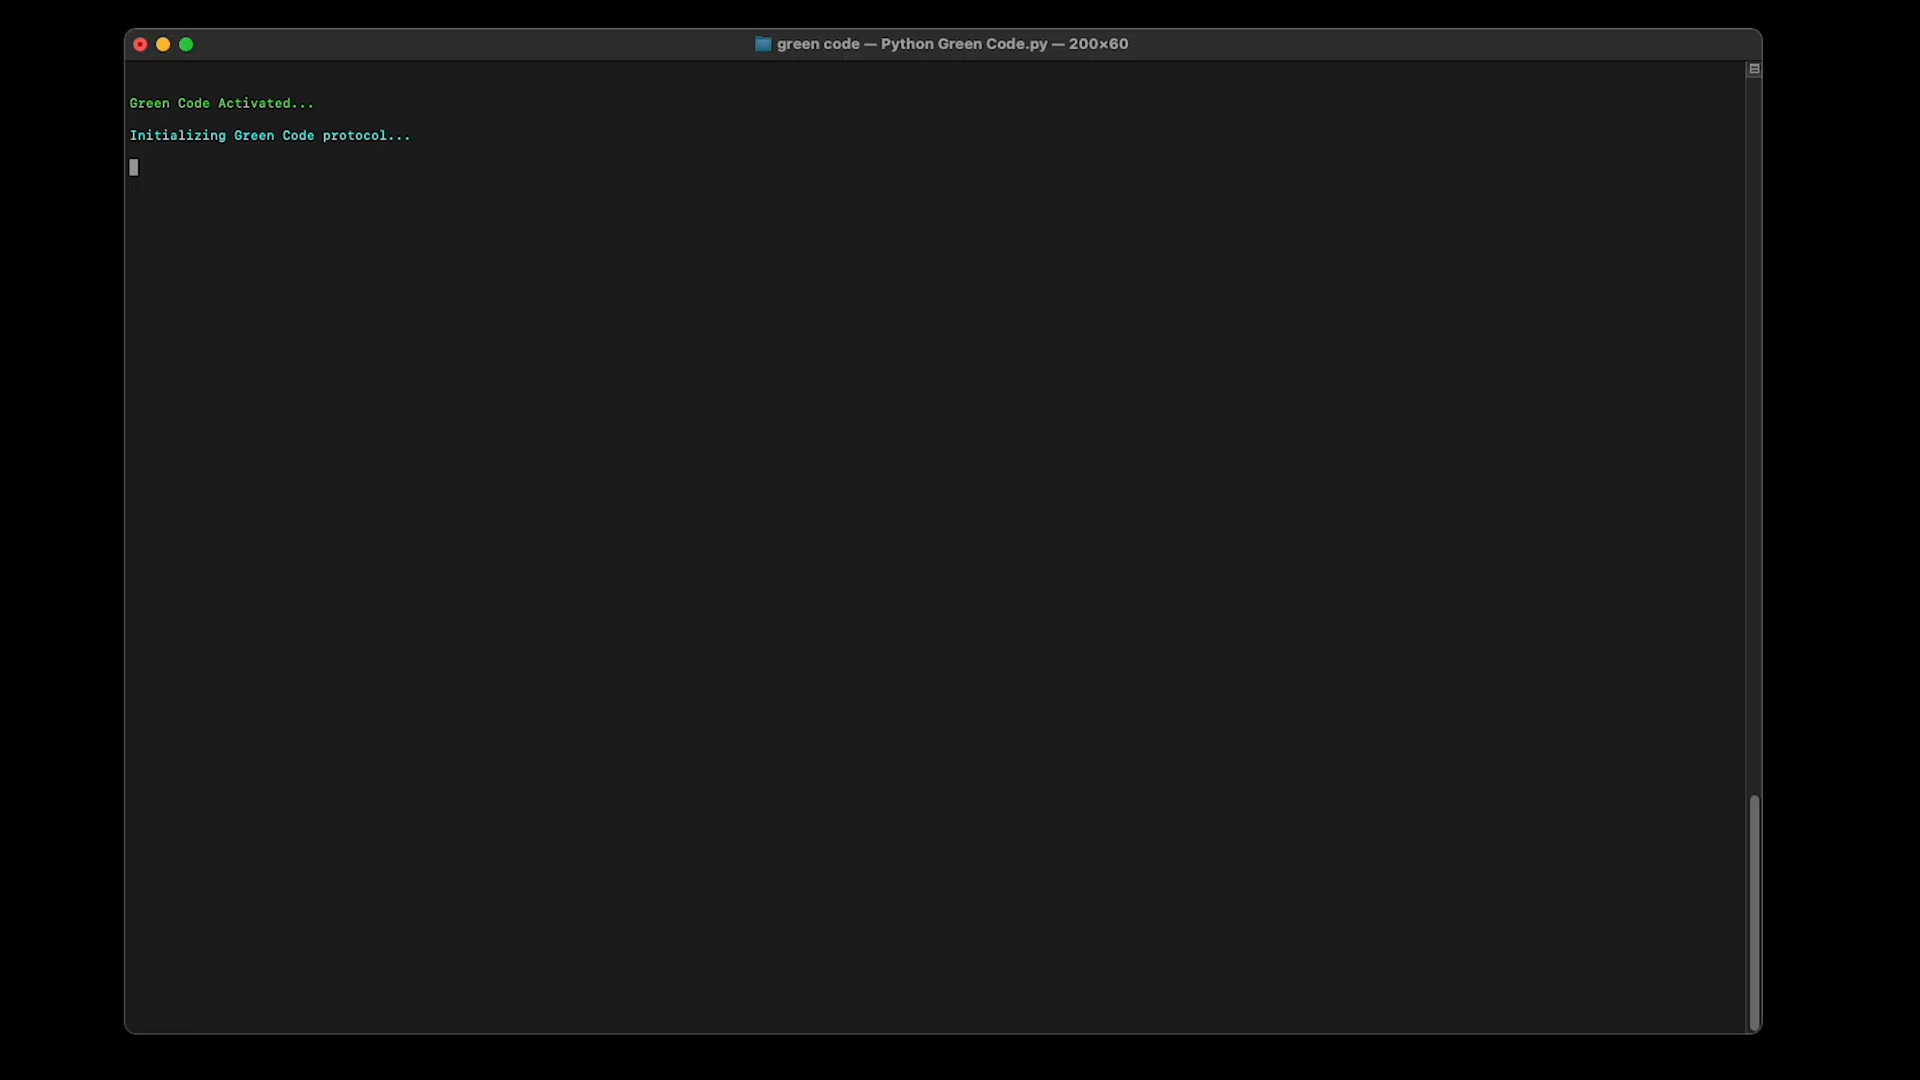 green code — Python Green Code.py — 200×60
Green Code Activated...
Initializing Green Code protocol...